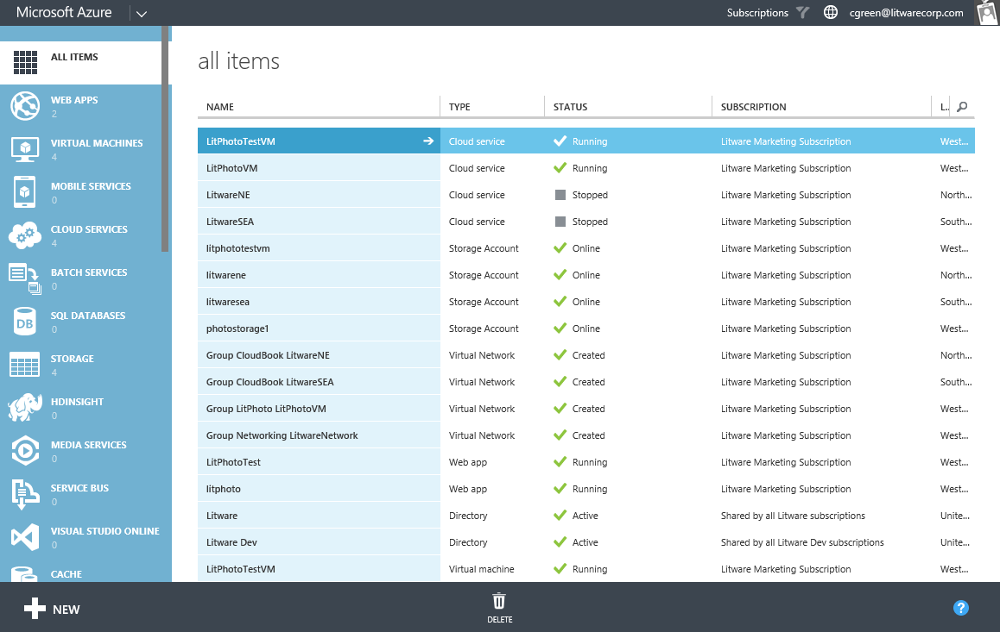 Microsoft Azure
Subscriptions cgreen@litwarecorp.com
ALL ITEMS
WEB APPS
2
VIRTUAL MACHINES
4
MOBILE SERVICES
0
CLOUD SERVICES
4
BATCH SERVICES
0
SQL DATABASES
0
DB
STORAGE
4
HDINSIGHT
0
MEDIA SERVICES
0
SERVICE BUS
0
VISUAL STUDIO ONLINE
0
CACHE
all items
NAME TYPE STATUS SUBSCRIPTION L...
LitPhotoTestVM Cloud service Running Litware Marketing Subscription West...
LitPhotoVM Cloud service Running Litware Marketing Subscription West...
LitwareNE Cloud service Stopped Litware Marketing Subscription North...
LitwareSEA Cloud service Stopped Litware Marketing Subscription South...
litphototestvm Storage Account Online Litware Marketing Subscription West...
litwarene Storage Account Online Litware Marketing Subscription North...
litwaresea Storage Account Online Litware Marketing Subscription South...
photostorage1 Storage Account Online Litware Marketing Subscription West...
Group CloudBook LitwareNE Virtual Network Created Litware Marketing Subscription North...
Group CloudBook LitwareSEA Virtual Network Created Litware Marketing Subscription South...
Group LitPhoto LitPhotoVM Virtual Network Created Litware Marketing Subscription West...
Group Networking LitwareNetwork Virtual Network Created Litware Marketing Subscription West...
LitPhotoTest Web app Running Litware Marketing Subscription West...
litphoto Web app Running Litware Marketing Subscription West...
Litware Directory Active Shared by all Litware subscriptions Unite...
Litware Dev Directory Active Shared by all Litware Dev subscriptions Unite...
LitPhotoTestVM Virtual machine Running Litware Marketing Subscription West...
NEW
DELETE
?